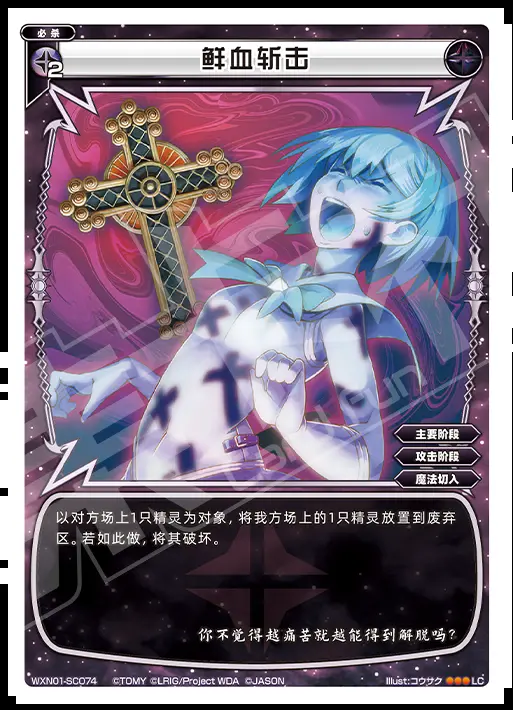 必杀
2
鲜血斩击
主要阶段
攻击阶段
魔法切入
以对方场上1只精灵为对象，将我方场上的1只精灵放置到废弃
区。若如此做，将其破坏。
你不觉得越痛苦就越能得到解脱吗？
WXN01-SC074 ©TOMY ©LRIG/Project WDA ©JASON Illust:コウサク LC